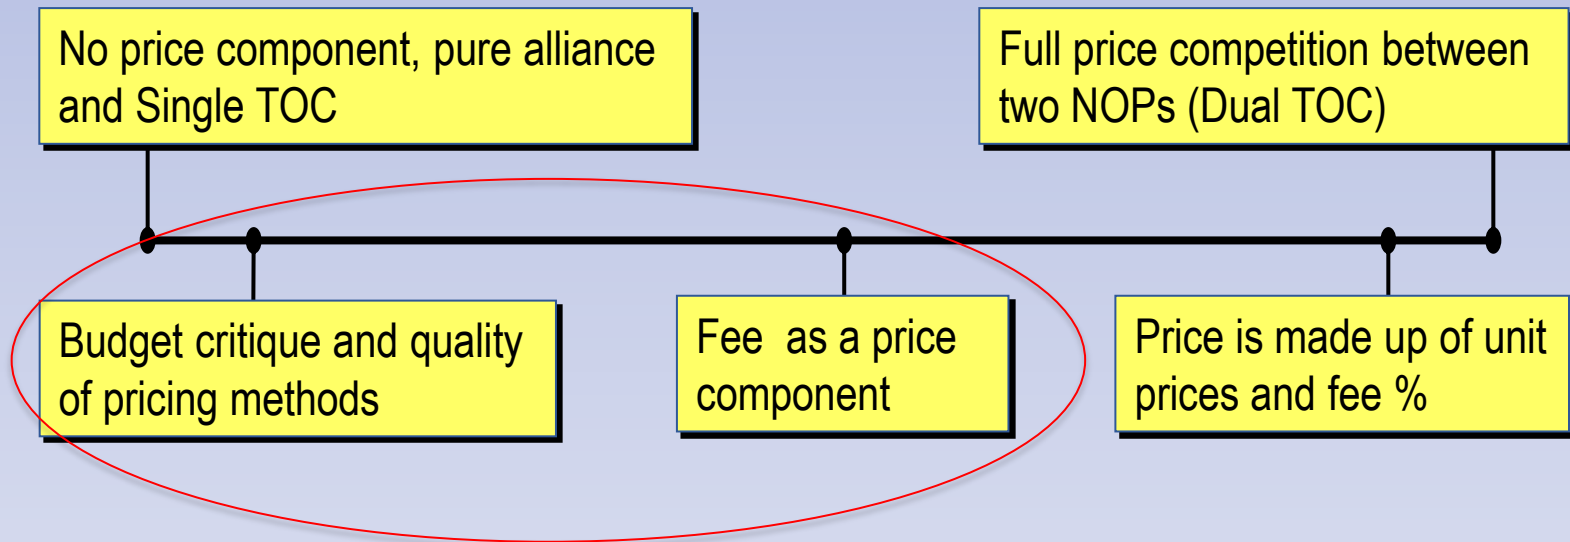 No price component, pure alliance
and Single TOC
Full price competition between
two NOPs (Dual TOC)
Budget critique and quality
of pricing methods
Fee  as a price
component
Price is made up of unit
prices and fee %